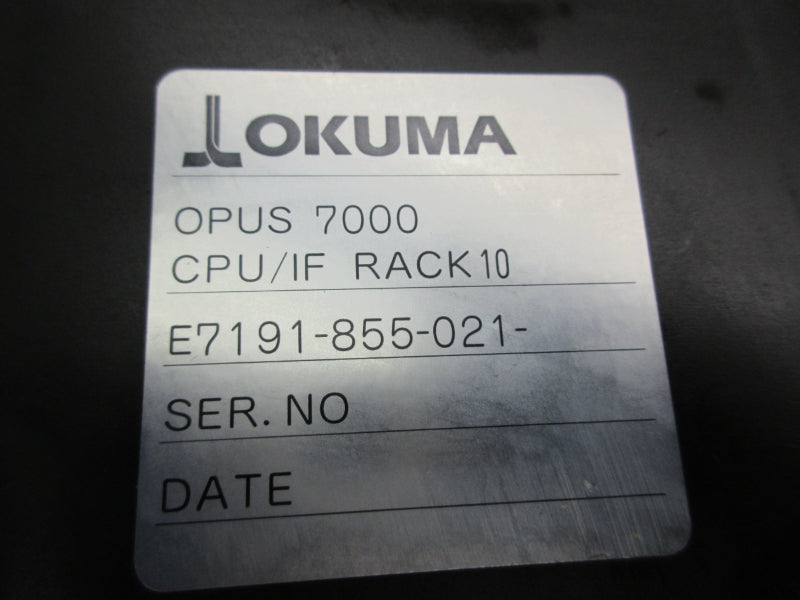 OKUMA
OPUS 7000
CPU/IF RACK10
E7191-855-021-
SER. NO
DATE